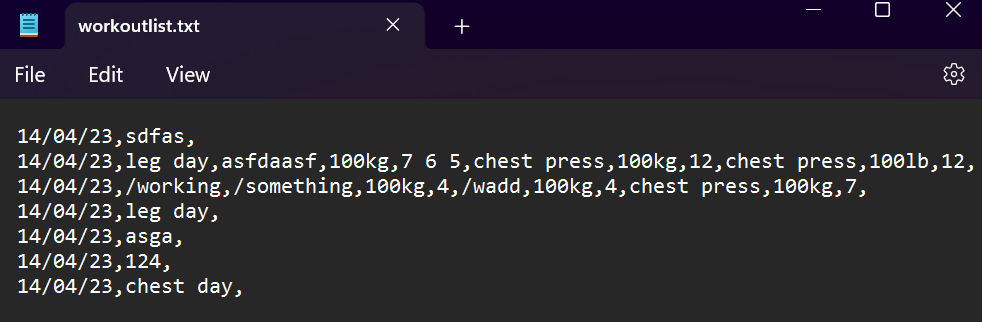 workoutlist.txt
File Edit View
14/04/23,sdfas,
14/04/23,leg day,asfdaasf,100kg,7 6 5,chest press,100kg,12,chest press,100lb,12,
14/04/23,/working,/something,100kg,4,/wadd,100kg,4,chest press,100kg,7,
14/04/23,leg day,
14/04/23,asga,
14/04/23,124,
14/04/23,chest day,